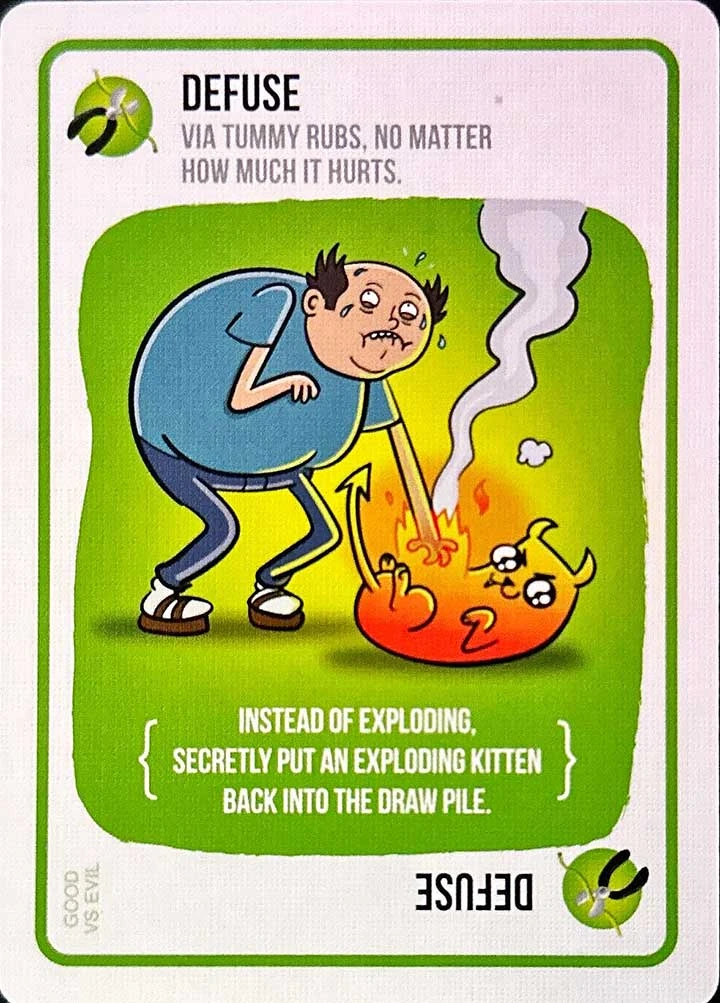 DEFUSE
VIA TUMMY RUBS, NO MATTER
HOW MUCH IT HURTS.
INSTEAD OF EXPLODING,
SECRETLY PUT AN EXPLODING KITTEN
BACK INTO THE DRAW PILE.
GOOD
VS EVIL
DEFUSE